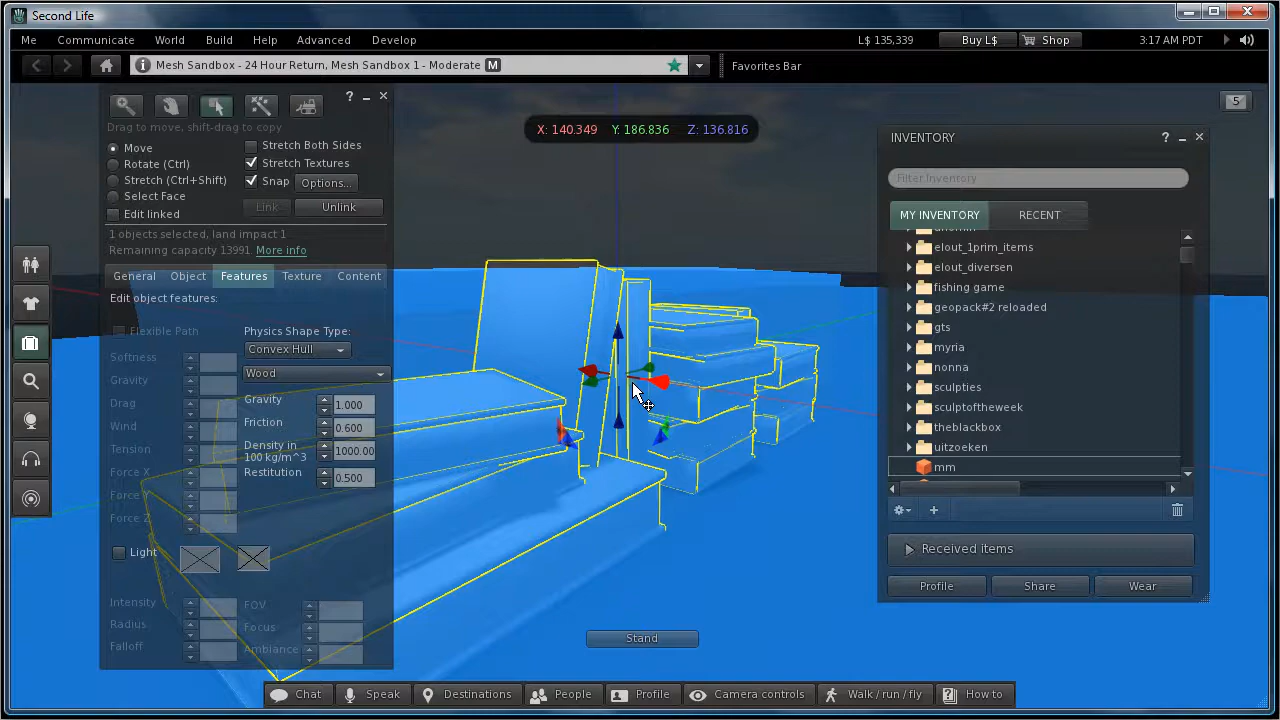 Second Life
Me Communicate World Build Help Advanced Develop L$ 135,339 Buy L$ Shop 3:17 AM PDT
Mesh Sandbox - 24 Hour Return, Mesh Sandbox 1 - Moderate M Favorites Bar
5
Drag to move, shift-drag to copy
Move
Rotate (Ctrl)
Stretch (Ctrl+Shift)
Select Face
Edit linked
Stretch Both Sides
Stretch Textures
Snap Options...
Link Unlink
1 objects selected, land impact 1
Remaining capacity 13991 More info
General Object Features Texture Content
Edit object features:
Flexible Path
Softness
Gravity
Drag
Wind
Tension
Force X
Force
Force Z
Physics Shape Type:
Convex Hull
Wood
Gravity 1.000
Friction 0.600
Density in
100 kg/m^3 1000.00
Restitution 0.500
Light
Intensity
Radius
Falloff
FOV
Focus
Ambiance
X: 140.349 Y: 186.836 Z: 136.816
INVENTORY
Filter Inventory
MY INVENTORY RECENT
elout_1prim_items
elout_diversen
fishing game
geopack#2 reloaded
gts
myria
nonna
sculpties
sculptoftheweek
theblackbox
uitzoeken
mm
Received items
Profile Share Wear
Stand
Chat Speak Destinations People Profile Camera controls Walk / run / fly How to